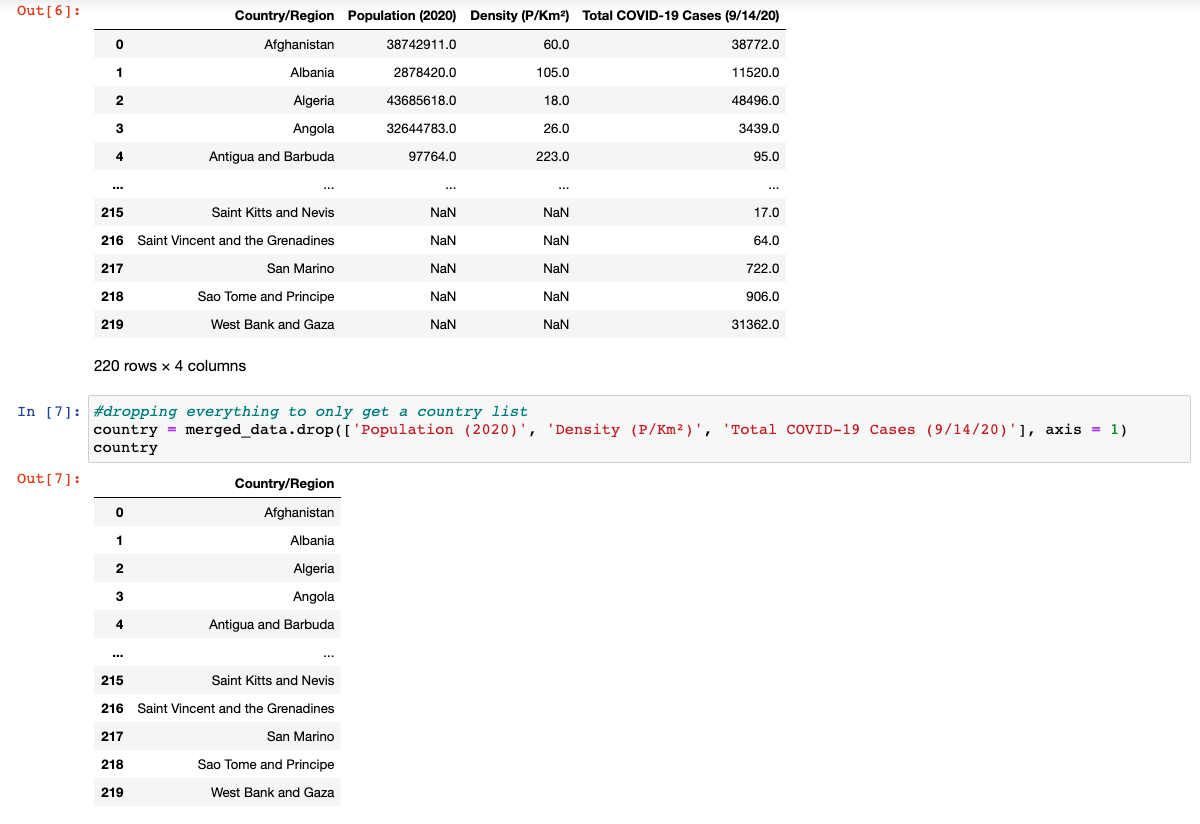 Out[6]:
Country/Region Population (2020) Density (P/Km²) Total COVID-19 Cases (9/14/20)
0 Afghanistan 38742911.0 60.0 38772.0
1 Albania 2878420.0 105.0 11520.0
2 Algeria 43685618.0 18.0 48496.0
3 Angola 32644783.0 26.0 3439.0
4 Antigua and Barbuda 97764.0 223.0 95.0
... ... ... ... ...
215 Saint Kitts and Nevis NaN NaN 17.0
216 Saint Vincent and the Grenadines NaN NaN 64.0
217 San Marino NaN NaN 722.0
218 Sao Tome and Principe NaN NaN 906.0
219 West Bank and Gaza NaN NaN 31362.0
220 rows × 4 columns
In [7]: #dropping everything to only get a country list
country = merged_data.drop(['Population (2020)', 'Density (P/Km²)', 'Total COVID-19 Cases (9/14/20)'], axis = 1)
country
Out[7]:
Country/Region
0 Afghanistan
1 Albania
2 Algeria
3 Angola
4 Antigua and Barbuda
... ...
215 Saint Kitts and Nevis
216 Saint Vincent and the Grenadines
217 San Marino
218 Sao Tome and Principe
219 West Bank and Gaza